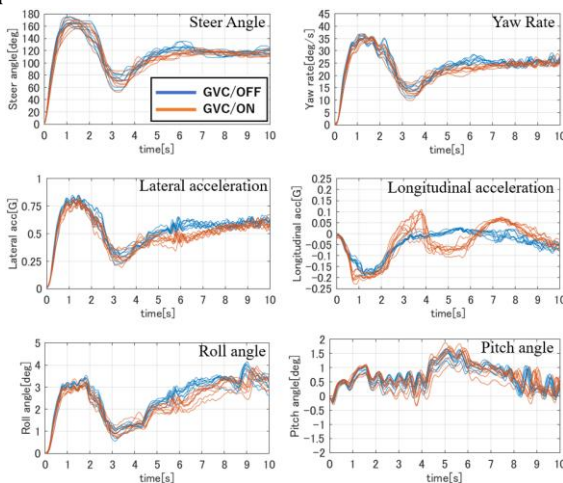 Steer Angle
Steer angle[deg]
180
160
140
120
100
80
60
40
20
0
GVC/OFF
GVC/ON
0 1 2 3 4 5 6 7 8 9 10
time[s]
Yaw Rate
Yaw rate[deg/s]
45
40
35
30
25
20
15
10
5
0
0 1 2 3 4 5 6 7 8 9 10
time[s]
Lateral acceleration
Lateral acc[G]
1
0.75
0.5
0.25
0
0 1 2 3 4 5 6 7 8 9 10
time[s]
Longitudinal acceleration
Longitudinal acc[G]
0.25
0.2
0.15
0.1
0.05
0
-0.05
-0.1
-0.15
-0.2
-0.25
0 1 2 3 4 5 6 7 8 9 10
time[s]
Roll angle
Roll angle[deg]
5
4
3
2
1
0
0 1 2 3 4 5 6 7 8 9 10
time[s]
Pitch angle
Pitch angle[deg]
2
1.5
1
0.5
0
-0.5
-1
-1.5
-2
0 1 2 3 4 5 6 7 8 9 10
time[s]